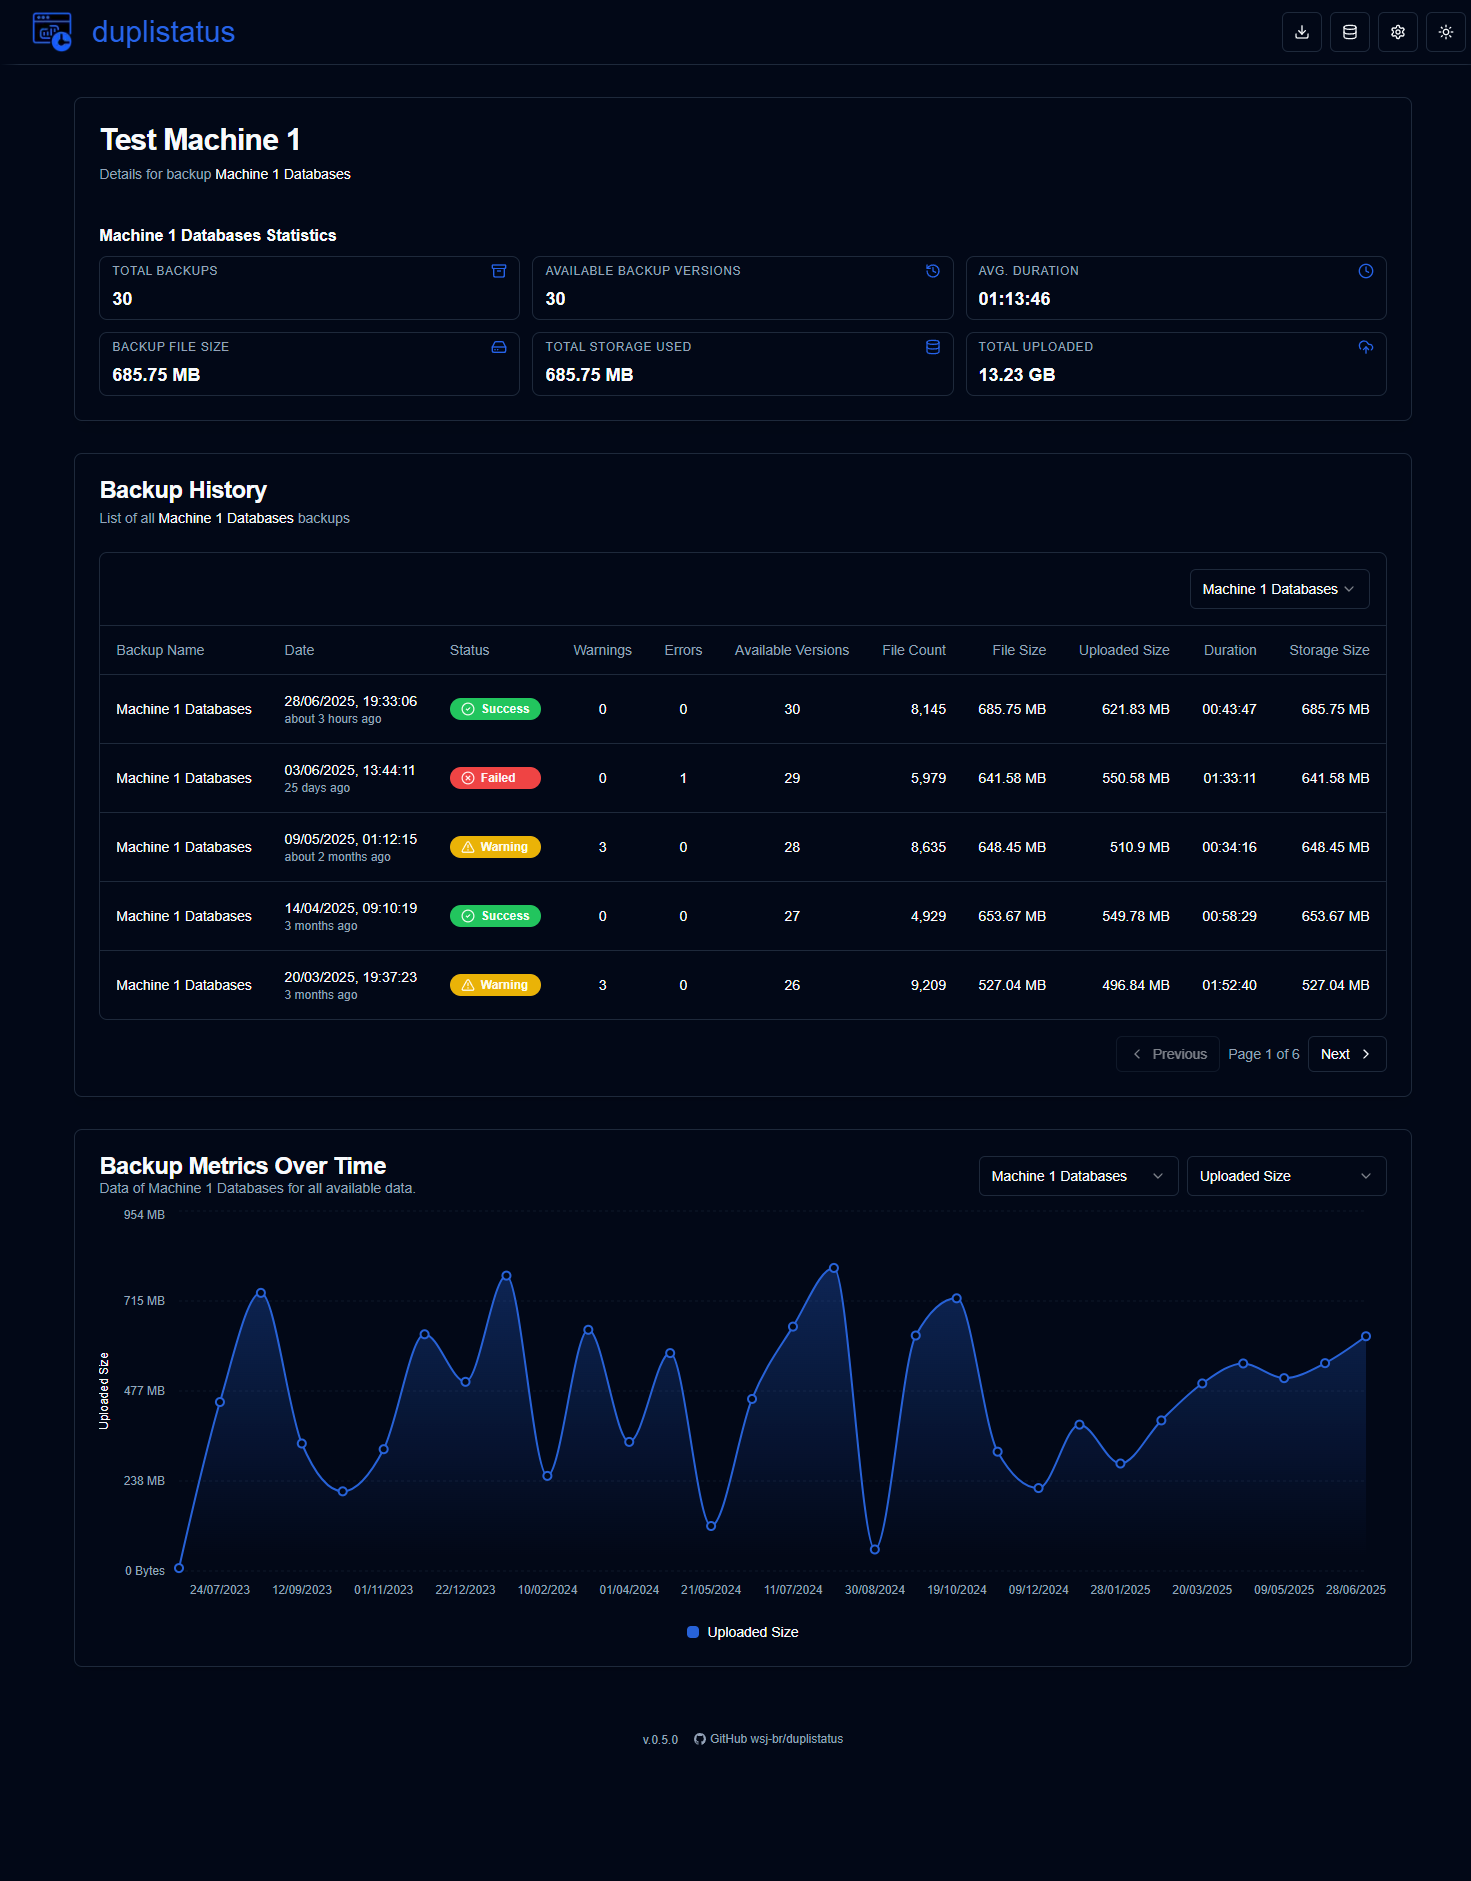 duplistatus
Test Machine 1
Details for backup Machine 1 Databases
Machine 1 Databases Statistics
TOTAL BACKUPS
30
AVAILABLE BACKUP VERSIONS
30
AVG. DURATION
01:13:46
BACKUP FILE SIZE
685.75 MB
TOTAL STORAGE USED
685.75 MB
TOTAL UPLOADED
13.23 GB
Backup History
List of all Machine 1 Databases backups
Machine 1 Databases
Backup Name Date Status Warnings Errors Available Versions File Count File Size Uploaded Size Duration Storage Size
Machine 1 Databases 28/06/2025, 19:33:06 Success 0 0 30 8,145 685.75 MB 621.83 MB 00:43:47 685.75 MB
about 3 hours ago
Machine 1 Databases 03/06/2025, 13:44:11 Failed 0 1 29 5,979 641.58 MB 550.58 MB 01:33:11 641.58 MB
25 days ago
Machine 1 Databases 09/05/2025, 01:12:15 Warning 3 0 28 8,635 648.45 MB 510.9 MB 00:34:16 648.45 MB
about 2 months ago
Machine 1 Databases 14/04/2025, 09:10:19 Success 0 0 27 4,929 653.67 MB 549.78 MB 00:58:29 653.67 MB
3 months ago
Machine 1 Databases 20/03/2025, 19:37:23 Warning 3 0 26 9,209 527.04 MB 496.84 MB 01:52:40 527.04 MB
3 months ago
Previous Page 1 of 6 Next
Backup Metrics Over Time
Data of Machine 1 Databases for all available data.
Machine 1 Databases
Uploaded Size
954 MB
715 MB
477 MB
238 MB
0 Bytes
Uploaded Size
24/07/2023 12/09/2023 01/11/2023 22/12/2023 10/02/2024 01/04/2024 21/05/2024 11/07/2024 30/08/2024 19/10/2024 09/12/2024 28/01/2025 20/03/2025 09/05/2025 28/06/2025
Uploaded Size
v.0.5.0 GitHub wsj-br/duplistatus